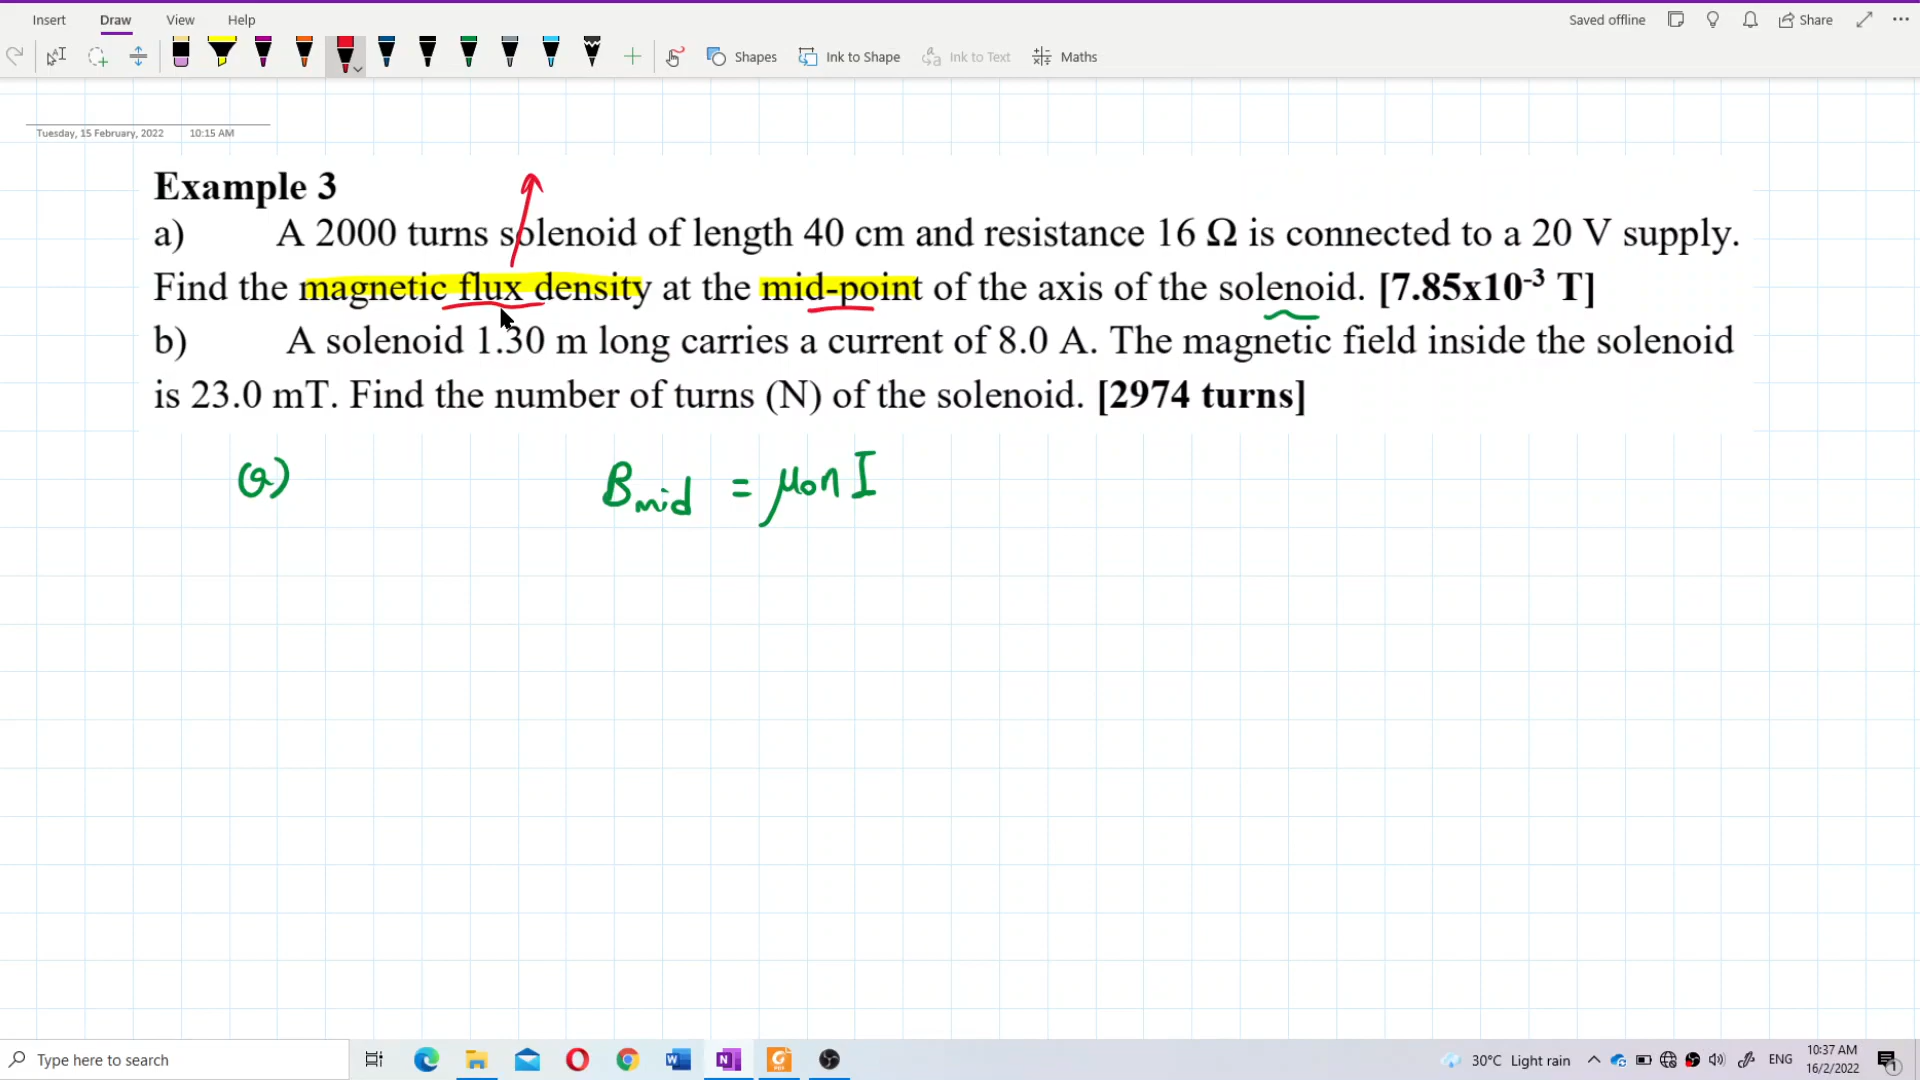 Insert Draw View Help Saved offline Share
Shapes Ink to Shape Ink to Text Maths
Tuesday, 15 February, 2022 10:15 AM
Example 3
a) A 2000 turns solenoid of length 40 cm and resistance 16 Ω is connected to a 20 V supply.
Find the magnetic flux density at the mid-point of the axis of the solenoid. [7.85x10⁻³ T]
b) A solenoid 1.30 m long carries a current of 8.0 A. The magnetic field inside the solenoid
is 23.0 mT. Find the number of turns (N) of the solenoid. [2974 turns]
(a) Bmid = μ₀nI
Type here to search 30°C Light rain ENG 10:37 AM
16/2/2022